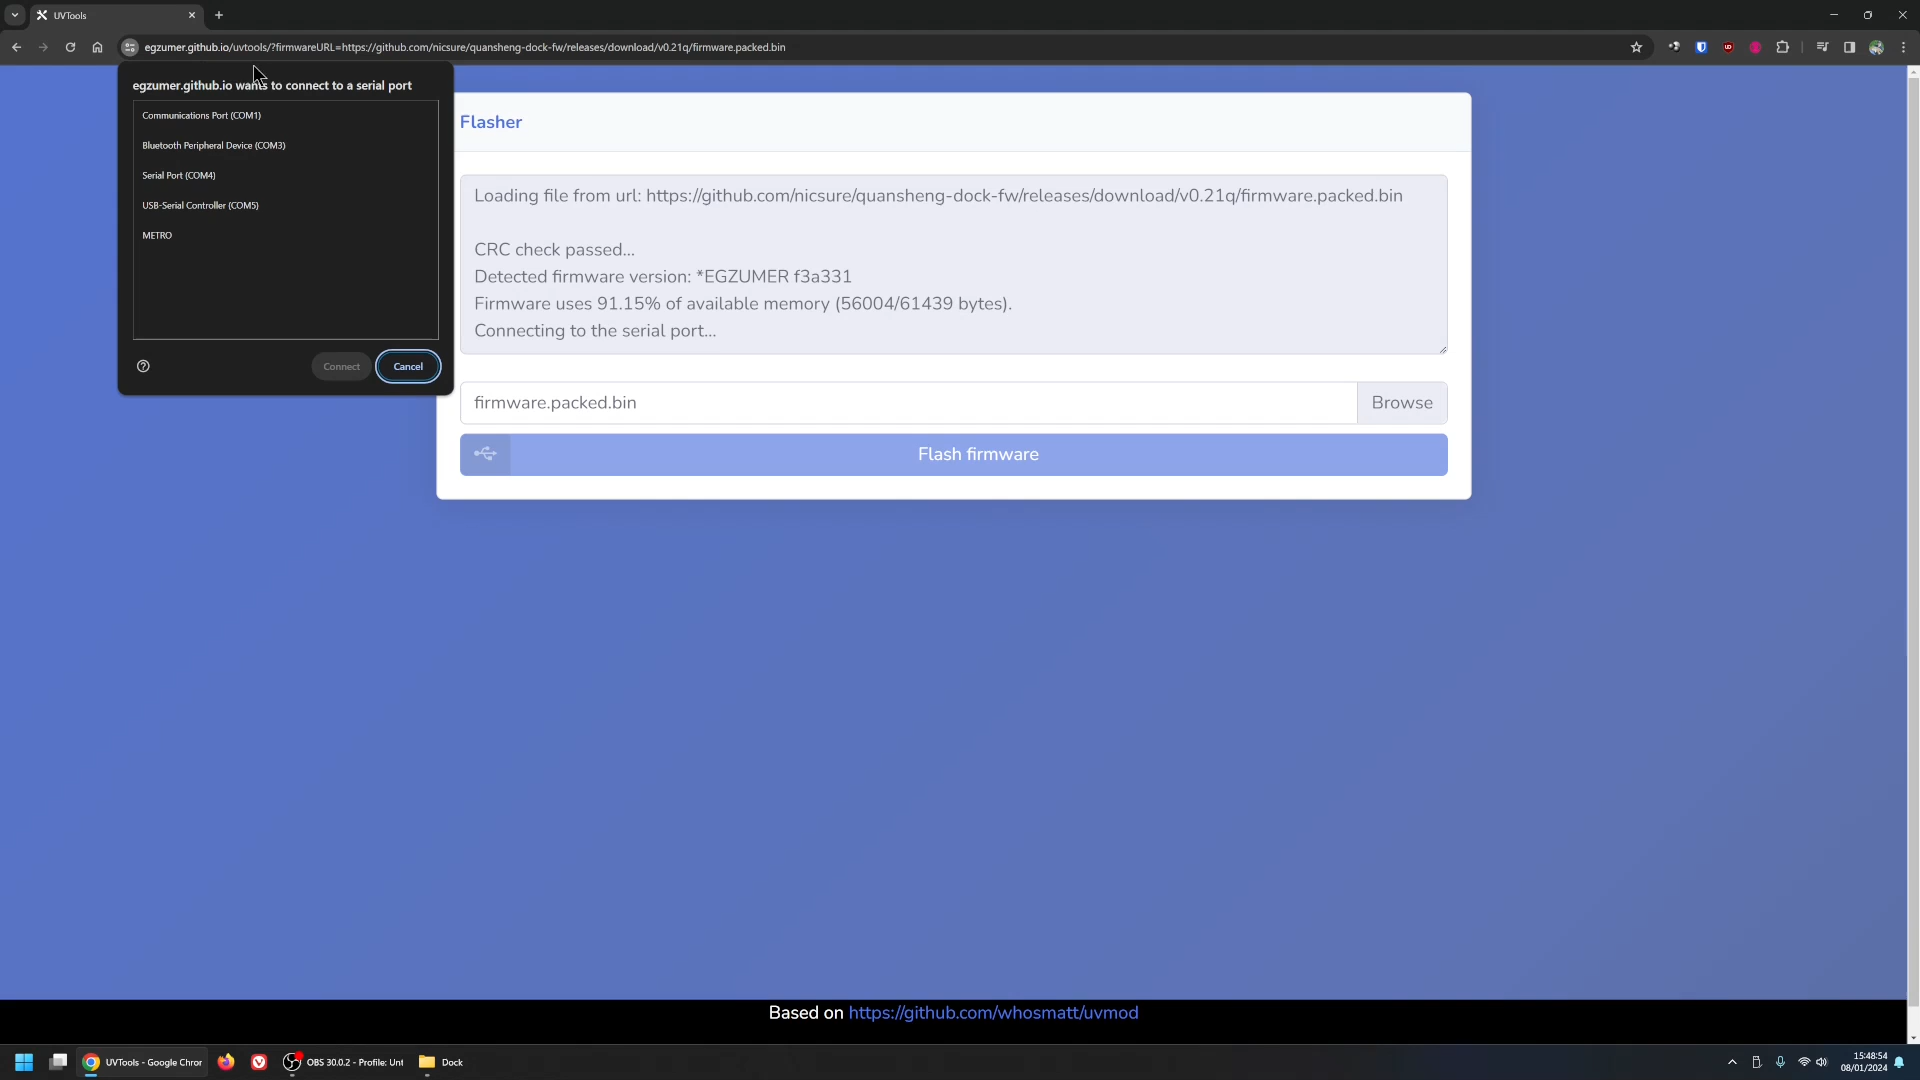 UVTools
egzumer.github.io/uvtools/?firmwareURL=https://github.com/nicsure/quansheng-dock-fw/releases/download/v0.21q/firmware.packed.bin
egzumer.github.io wants to connect to a serial port
Communications Port (COM1)
Bluetooth Peripheral Device (COM3)
Serial Port (COM4)
USB-Serial Controller (COM5)
METRO
Connect
Cancel
Flasher
Loading file from url: https://github.com/nicsure/quansheng-dock-fw/releases/download/v0.21q/firmware.packed.bin
CRC check passed...
Detected firmware version: *EGZUMER f3a331
Firmware uses 91.15% of available memory (56004/61439 bytes).
Connecting to the serial port...
firmware.packed.bin
Browse
Flash firmware
Based on https://github.com/whosmatt/uvmod
UVTools - Google Chror
OBS 30.0.2 - Profile: Unt
Dock
15:48:54
08/01/2024